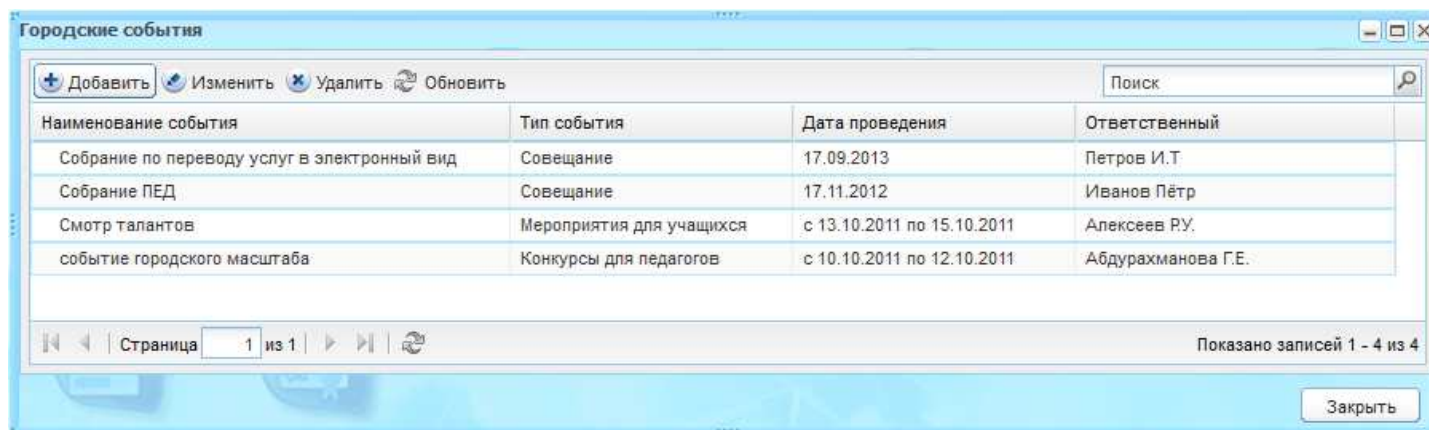 Городские события
Добавить Изменить Удалить Обновить Поиск
Наименование события Тип события Дата проведения Ответственный
Собрание по переводу услуг в электронный вид Совещание 17.09.2013 Петров И.Т
Собрание ПЕД Совещание 17.11.2012 Иванов Пётр
Смотр талантов Мероприятия для учащихся с 13.10.2011 по 15.10.2011 Алексеев Р.У.
событие городского масштаба Конкурсы для педагогов с 10.10.2011 по 12.10.2011 Абдурахманова Г.Е.
Страница 1 из 1 Показано записей 1 - 4 из 4
Закрыть